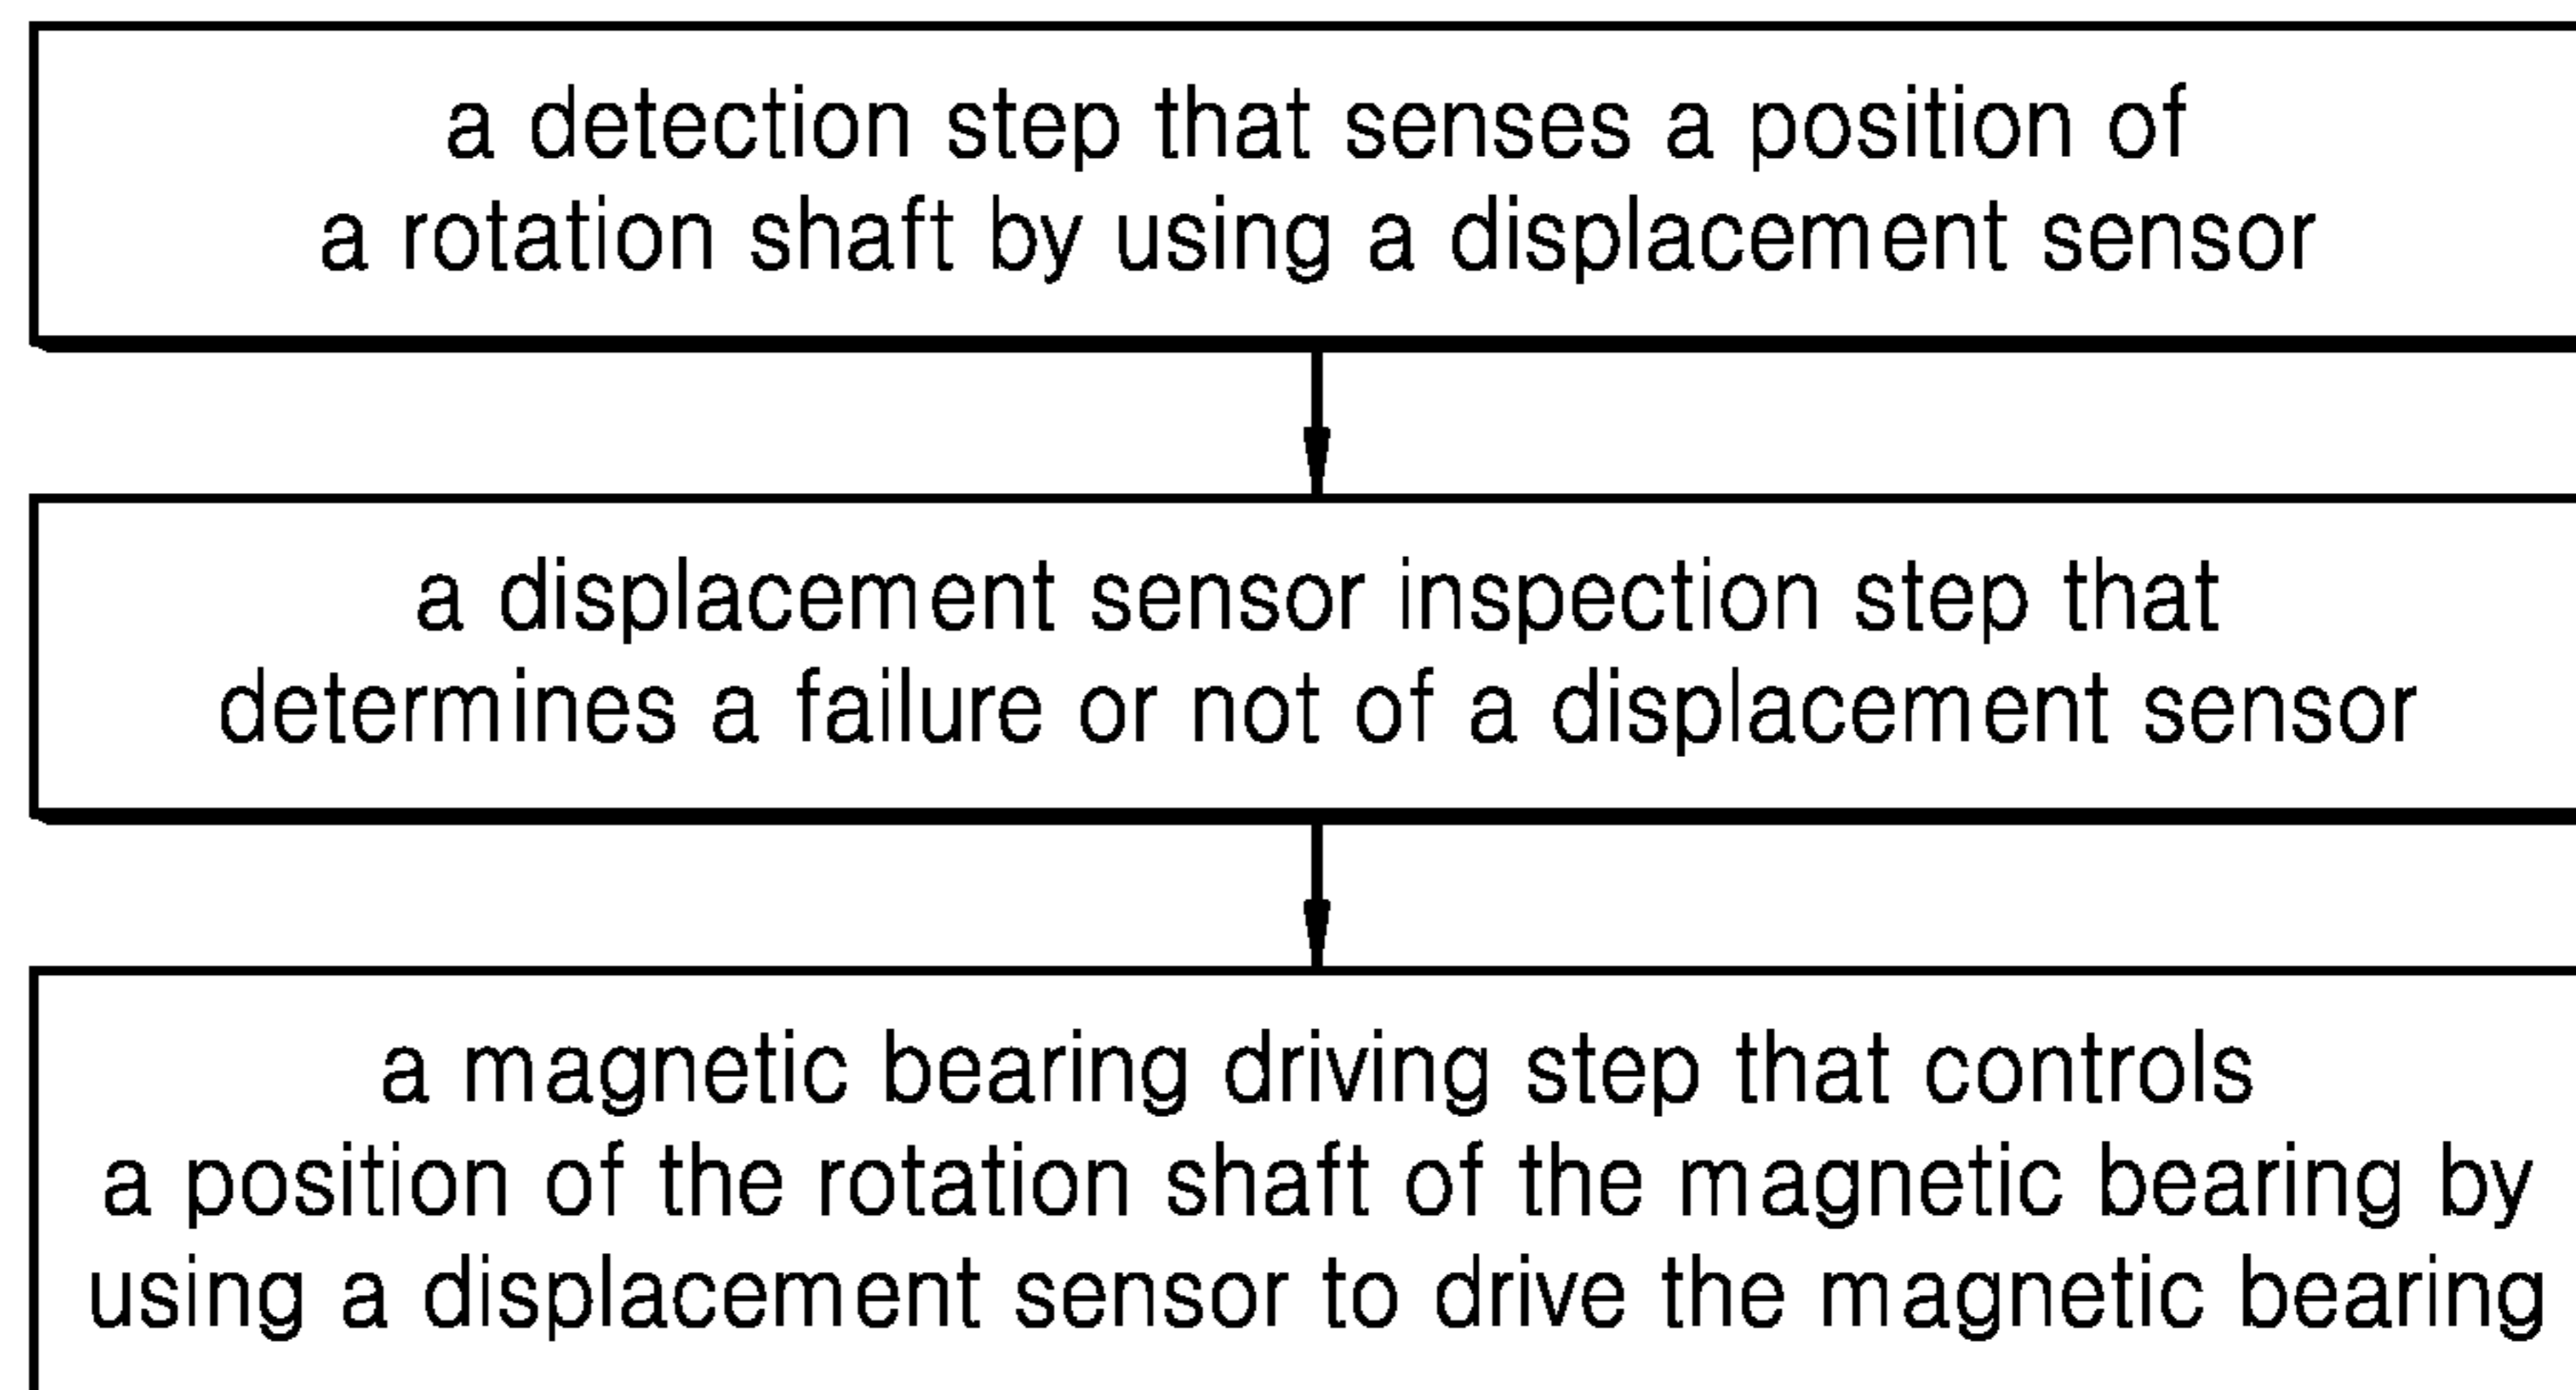 a detection step that senses a position of
a rotation shaft by using a displacement sensor
a displacement sensor inspection step that
determines a failure or not of a displacement sensor
a magnetic bearing driving step that controls
a position of the rotation shaft of the magnetic bearing by
using a displacement sensor to drive the magnetic bearing